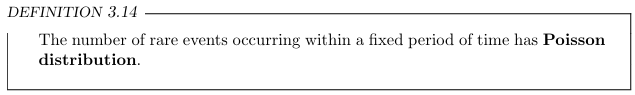 DEFINITION 3.14
The number of rare events occurring within a fixed period of time has Poisson
distribution.